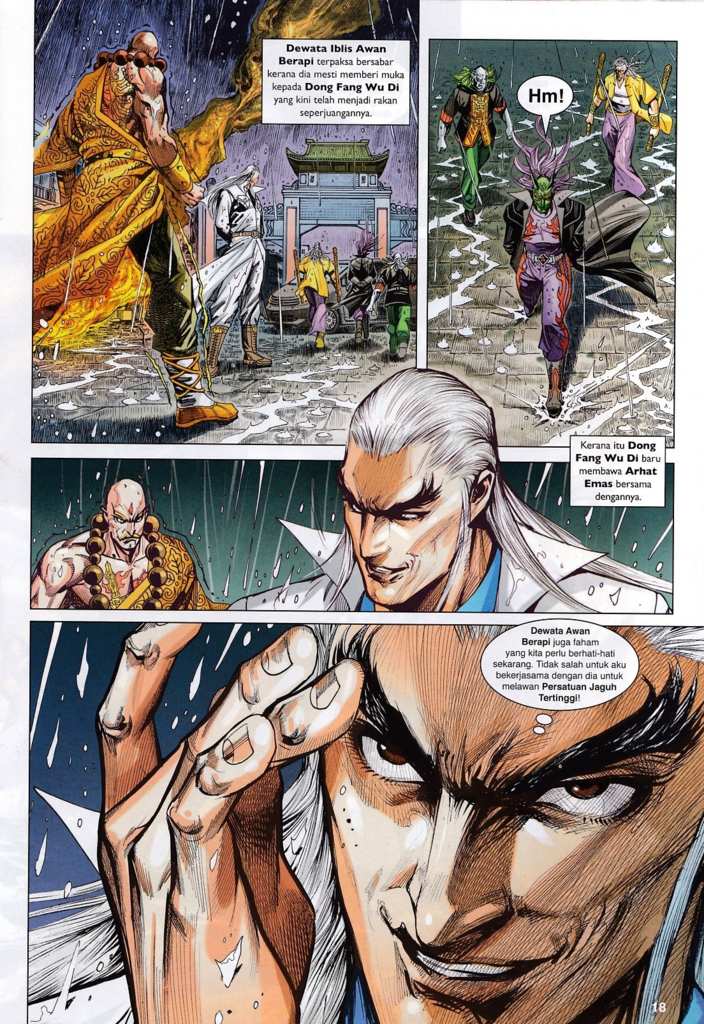 Dewata Iblis Awan
Berapi terpaksa bersabar
kerana dia mesti memberi muka
kepada Dong Fang Wu Di
yang kini telah menjadi rakan
seperjuangannya.
Hm!
Kerana itu Dong
Fang Wu Di baru
membawa Arhat
Emas bersama
dengannya.
Dewata Awan
Berapi juga faham
yang kita perlu berhati-hati
sekarang. Tidak salah untuk aku
bekerjasama dengan dia untuk
melawan Persatuan Jaguh
Tertinggi!
18